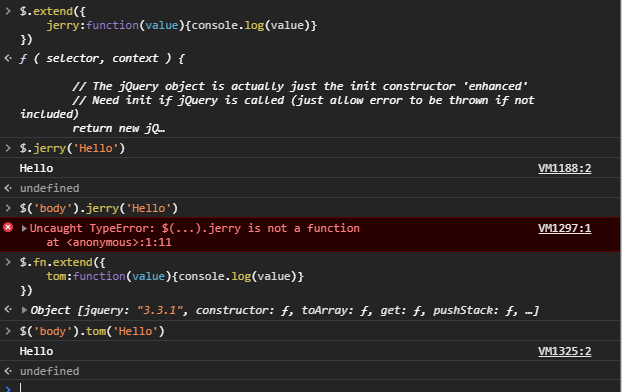 > $.extend({
    jerry:function(value){console.log(value)}
})
<· ƒ ( selector, context ) {
        // The jQuery object is actually just the init constructor 'enhanced'
        // Need init if jQuery is called (just allow error to be thrown if not
included)
        return new jQ…
> $.jerry('Hello')
Hello VM1188:2
<· undefined
> $('body').jerry('Hello')
▶Uncaught TypeError: $(...).jerry is not a function VM1297:1
    at <anonymous>:1:11
> $.fn.extend({
    tom:function(value){console.log(value)}
})
<· ▶Object [jquery: "3.3.1", constructor: ƒ, toArray: ƒ, get: ƒ, pushStack: ƒ, …]
> $('body').tom('Hello')
Hello VM1325:2
<· undefined
>